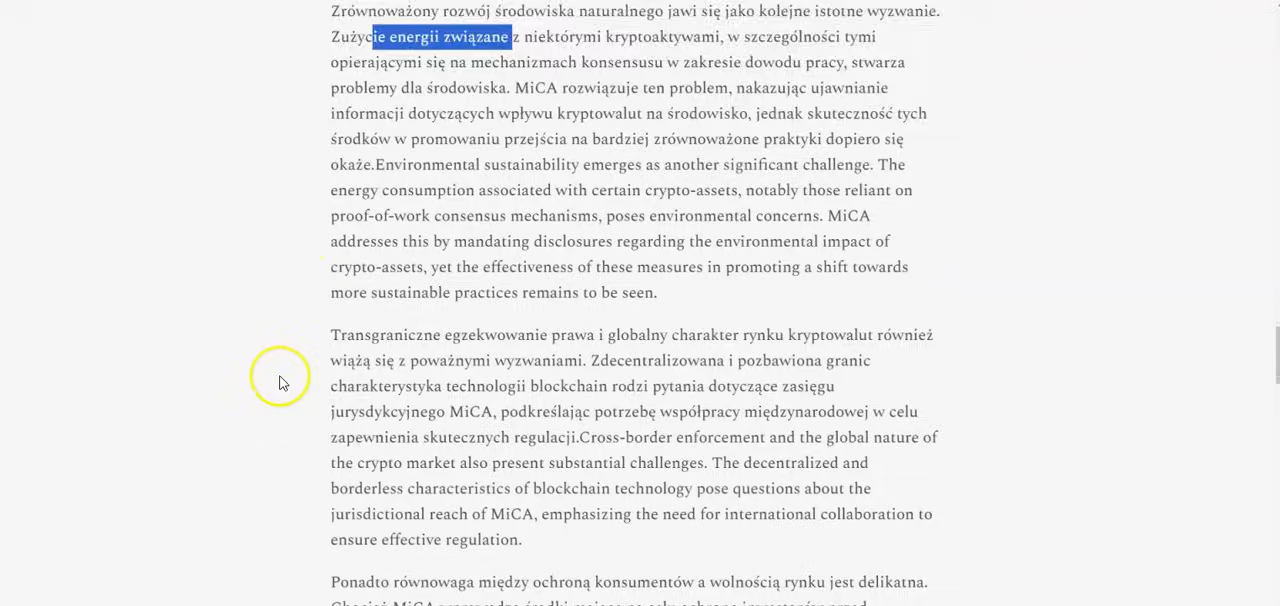 Zrównoważony rozwój środowiska naturalnego jawi się jako kolejne istotne wyzwanie.
Zużycie energii związane z niektórymi kryptoaktywami, w szczególności tymi
opierającymi się na mechanizmach konsensusu w zakresie dowodu pracy, stwarza
problemy dla środowiska. MiCA rozwiązuje ten problem, nakazując ujawnianie
informacji dotyczących wpływu kryptowalut na środowisko, jednak skuteczność tych
środków w promowaniu przejścia na bardziej zrównoważone praktyki dopiero się
okaże.Environmental sustainability emerges as another significant challenge. The
energy consumption associated with certain crypto-assets, notably those reliant on
proof-of-work consensus mechanisms, poses environmental concerns. MiCA
addresses this by mandating disclosures regarding the environmental impact of
crypto-assets, yet the effectiveness of these measures in promoting a shift towards
more sustainable practices remains to be seen.
Transgraniczne egzekwowanie prawa i globalny charakter rynku kryptowalut również
wiążą się z poważnymi wyzwaniami. Zdecentralizowana i pozbawiona granic
charakterystyka technologii blockchain rodzi pytania dotyczące zasięgu
jurysdykcyjnego MiCA, podkreślając potrzebę współpracy międzynarodowej w celu
zapewnienia skutecznych regulacji.Cross-border enforcement and the global nature of
the crypto market also present substantial challenges. The decentralized and
borderless characteristics of blockchain technology pose questions about the
jurisdictional reach of MiCA, emphasizing the need for international collaboration to
ensure effective regulation.
Ponadto równowaga między ochroną konsumentów a wolnością rynku jest delikatna.